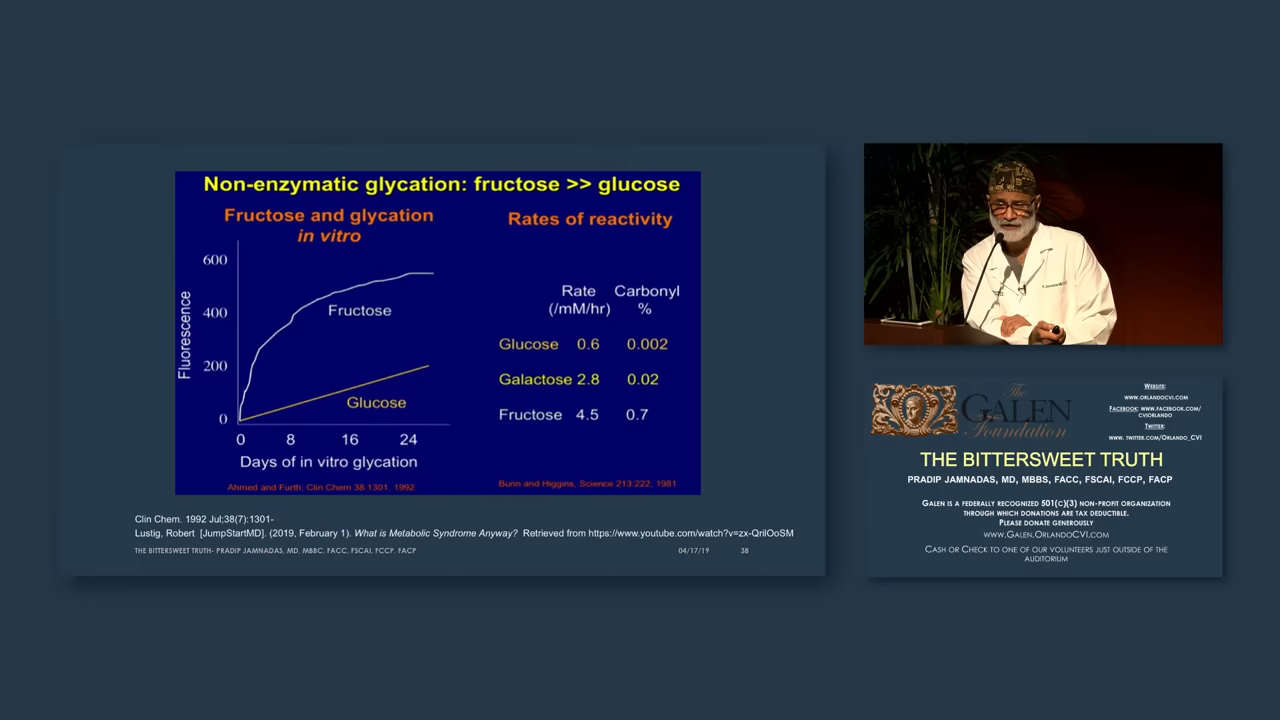 Non-enzymatic glycation: fructose >> glucose
Fructose and glycation
in vitro
Rates of reactivity
600
400
200
0
Fluorescence
Fructose
Glucose
0 8 16 24
Days of in vitro glycation
Rate Carbonyl
(/mM/hr) %
Glucose 0.6 0.002
Galactose 2.8 0.02
Fructose 4.5 0.7
Ahmed and Furth, Clin Chem 38:1301, 1992
Bunn and Higgins, Science 213:222, 1981
Clin Chem. 1992 Jul;38(7):1301-
Lustig, Robert [JumpStartMD]. (2019, February 1). What is Metabolic Syndrome Anyway? Retrieved from https://www.youtube.com/watch?v=zx-QrilOoSM
THE BITTERSWEET TRUTH- PRADIP JAMNADAS, MD, MBBC, FACC, FSCAI, FCCP, FACP
04/17/19
38
The
GALEN
Foundation
WEBSITE:
WWW.ORLANDOCVI.COM
FACEBOOK: WWW.FACEBOOK.COM/
CVIORLANDO
TWITTER:
WWW. TWITTER.COM/ORLANDO_CVI
THE BITTERSWEET TRUTH
PRADIP JAMNADAS, MD, MBBS, FACC, FSCAI, FCCP, FACP
GALEN IS A FEDERALLY RECOGNIZED 501(C)(3) NON-PROFIT ORGANIZATION
THROUGH WHICH DONATIONS ARE TAX DEDUCTIBLE.
PLEASE DONATE GENEROUSLY
WWW.GALEN.ORLANDOCVI.COM
CASH OR CHECK TO ONE OF OUR VOLUNTEERS JUST OUTSIDE OF THE
AUDITORIUM